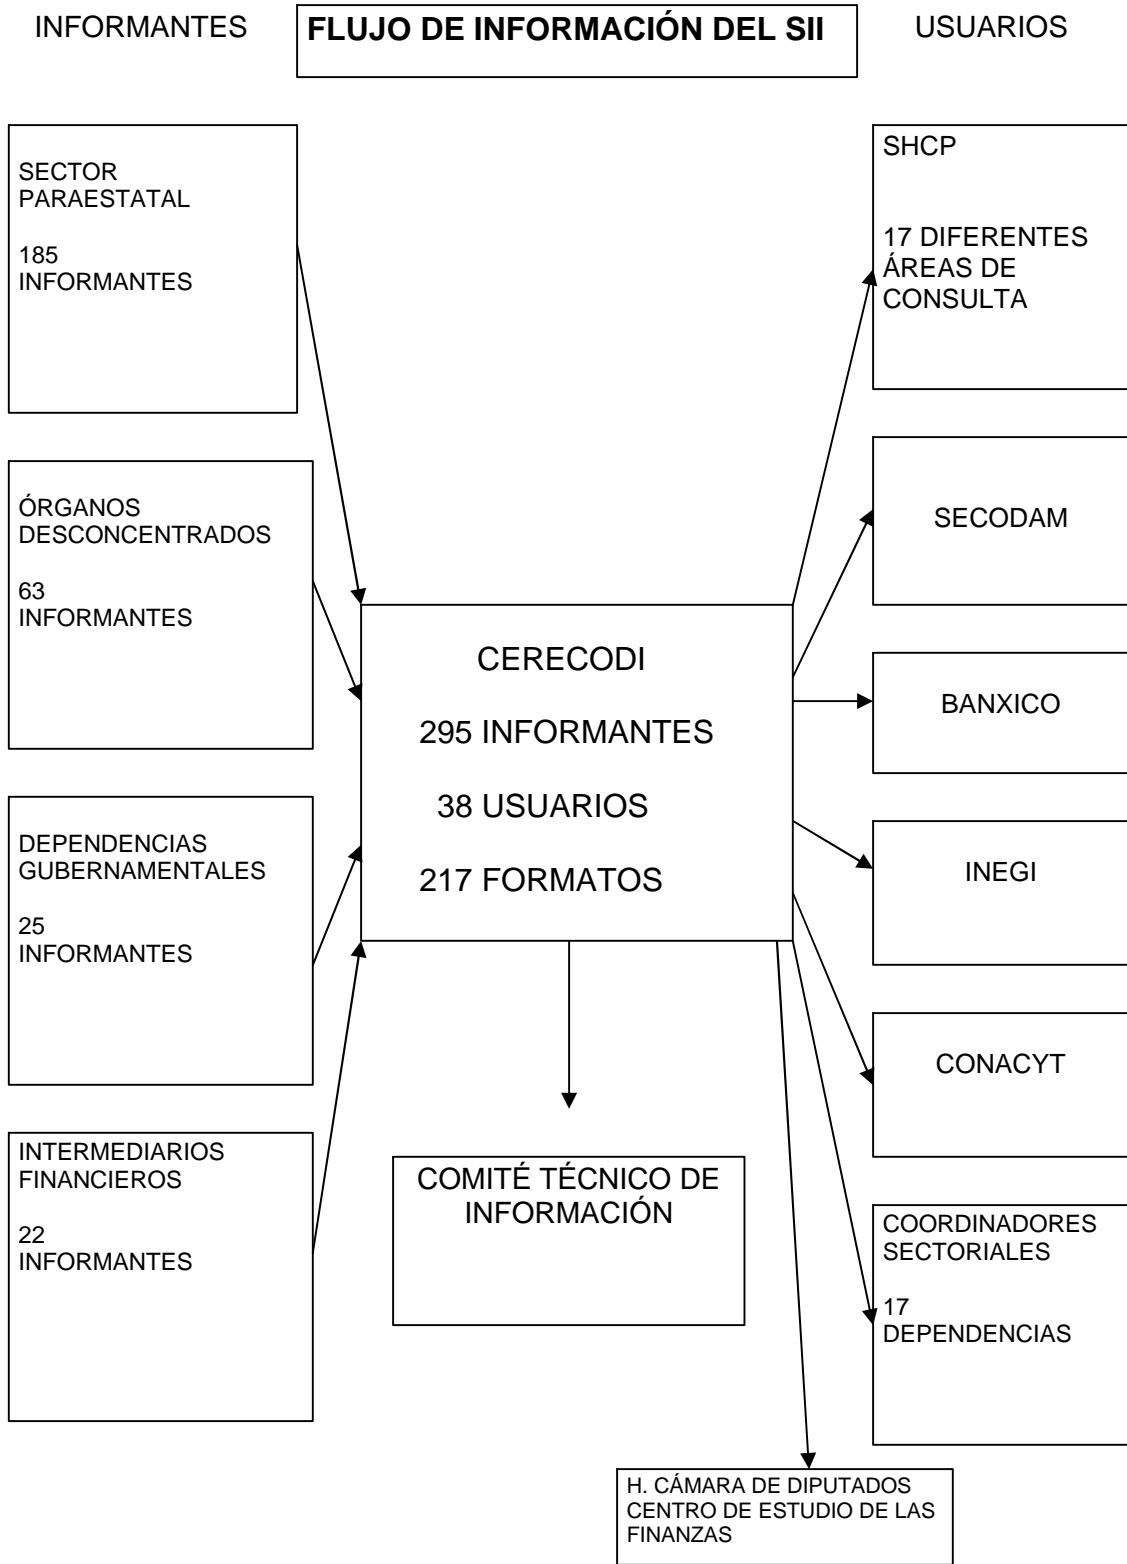 INFORMANTES
FLUJO DE INFORMACIÓN DEL SII
USUARIOS
SECTOR
PARAESTATAL
185
INFORMANTES
ÓRGANOS
DESCONCENTRADOS
63
INFORMANTES
DEPENDENCIAS
GUBERNAMENTALES
25
INFORMANTES
INTERMEDIARIOS
FINANCIEROS
22
INFORMANTES
CERECODI
295 INFORMANTES
38 USUARIOS
217 FORMATOS
COMITÉ TÉCNICO DE
INFORMACIÓN
SHCP
17 DIFERENTES
ÁREAS DE
CONSULTA
SECODAM
BANXICO
INEGI
CONACYT
COORDINADORES
SECTORIALES
17
DEPENDENCIAS
H. CÁMARA DE DIPUTADOS
CENTRO DE ESTUDIO DE LAS
FINANZAS